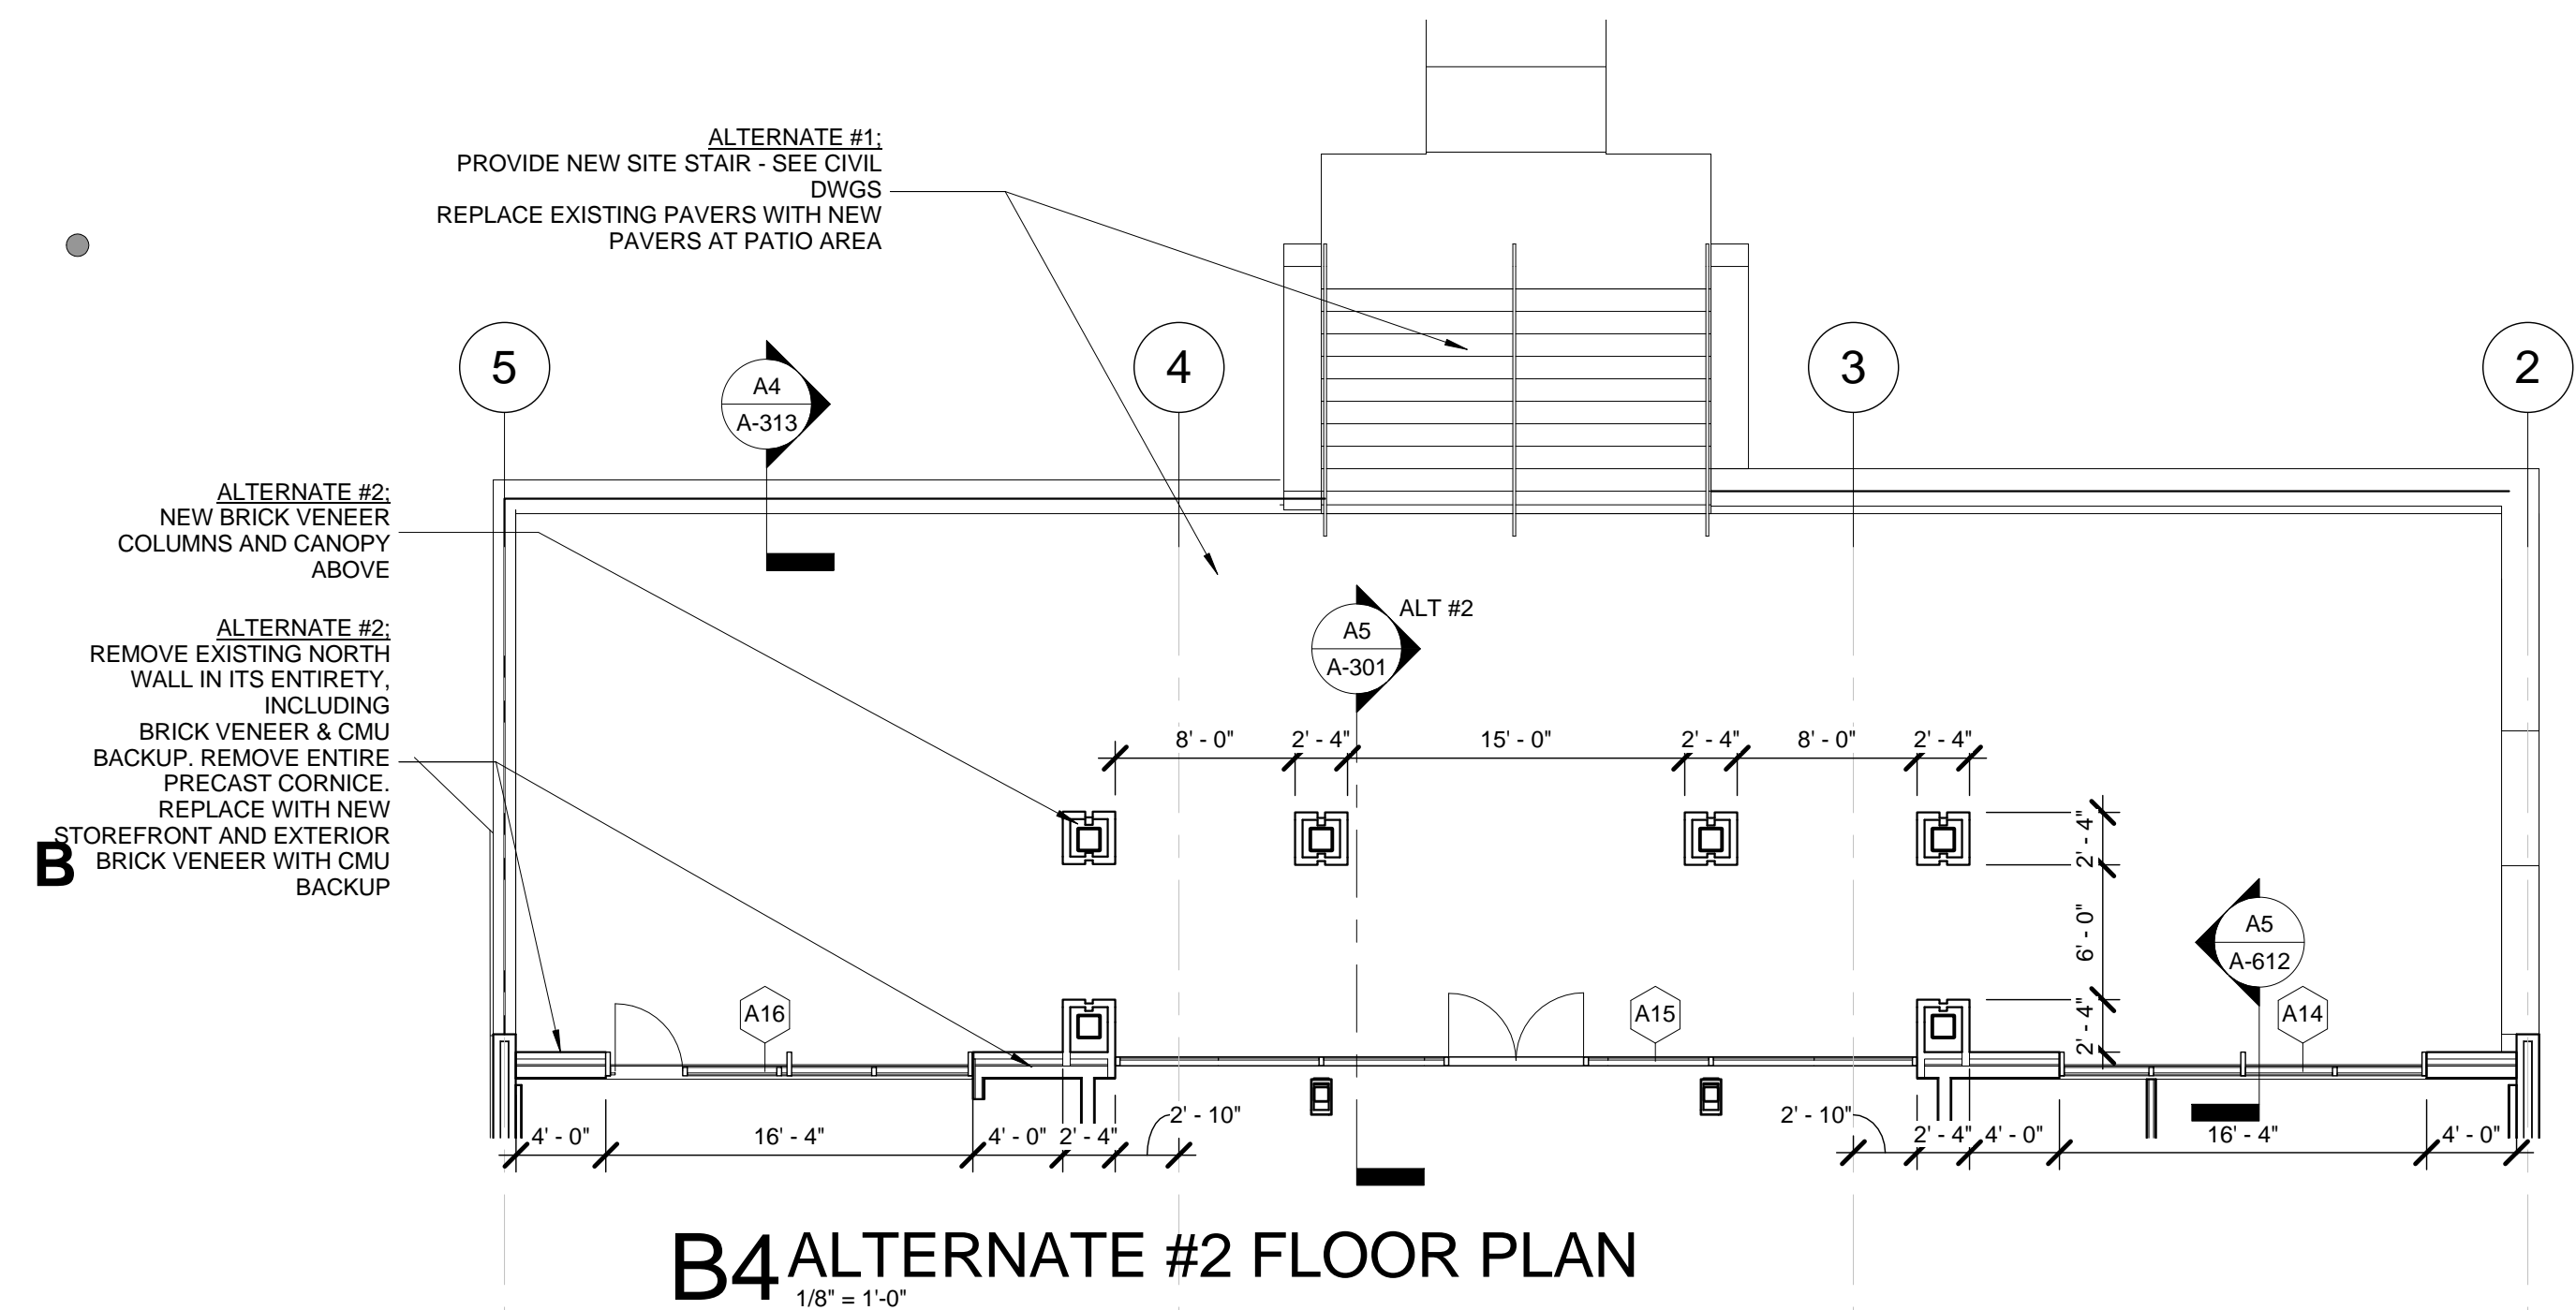 ALTERNATE #1;
PROVIDE NEW SITE STAIR - SEE CIVIL
DWGS
REPLACE EXISTING PAVERS WITH NEW
PAVERS AT PATIO AREA
5
A4
A-313
4
3
2
ALTERNATE #2;
NEW BRICK VENEER
COLUMNS AND CANOPY
ABOVE
ALTERNATE #2;
REMOVE EXISTING NORTH
WALL IN ITS ENTIRETY,
INCLUDING
BRICK VENEER & CMU
BACKUP. REMOVE ENTIRE
PRECAST CORNICE.
REPLACE WITH NEW
STOREFRONT AND EXTERIOR
BRICK VENEER WITH CMU
BACKUP
B
A5
A-301
ALT #2
8' - 0"
2' - 4"
15' - 0"
2' - 4"
8' - 0"
2' - 4"
2' - 4"
6' - 0"
2' - 4"
A5
A-612
A16
A15
A14
4' - 0"
16' - 4"
4' - 0"
2' - 4"
2' - 10"
2' - 10"
2' - 4"
4' - 0"
16' - 4"
4' - 0"
B4 ALTERNATE #2 FLOOR PLAN
1/8" = 1'-0"